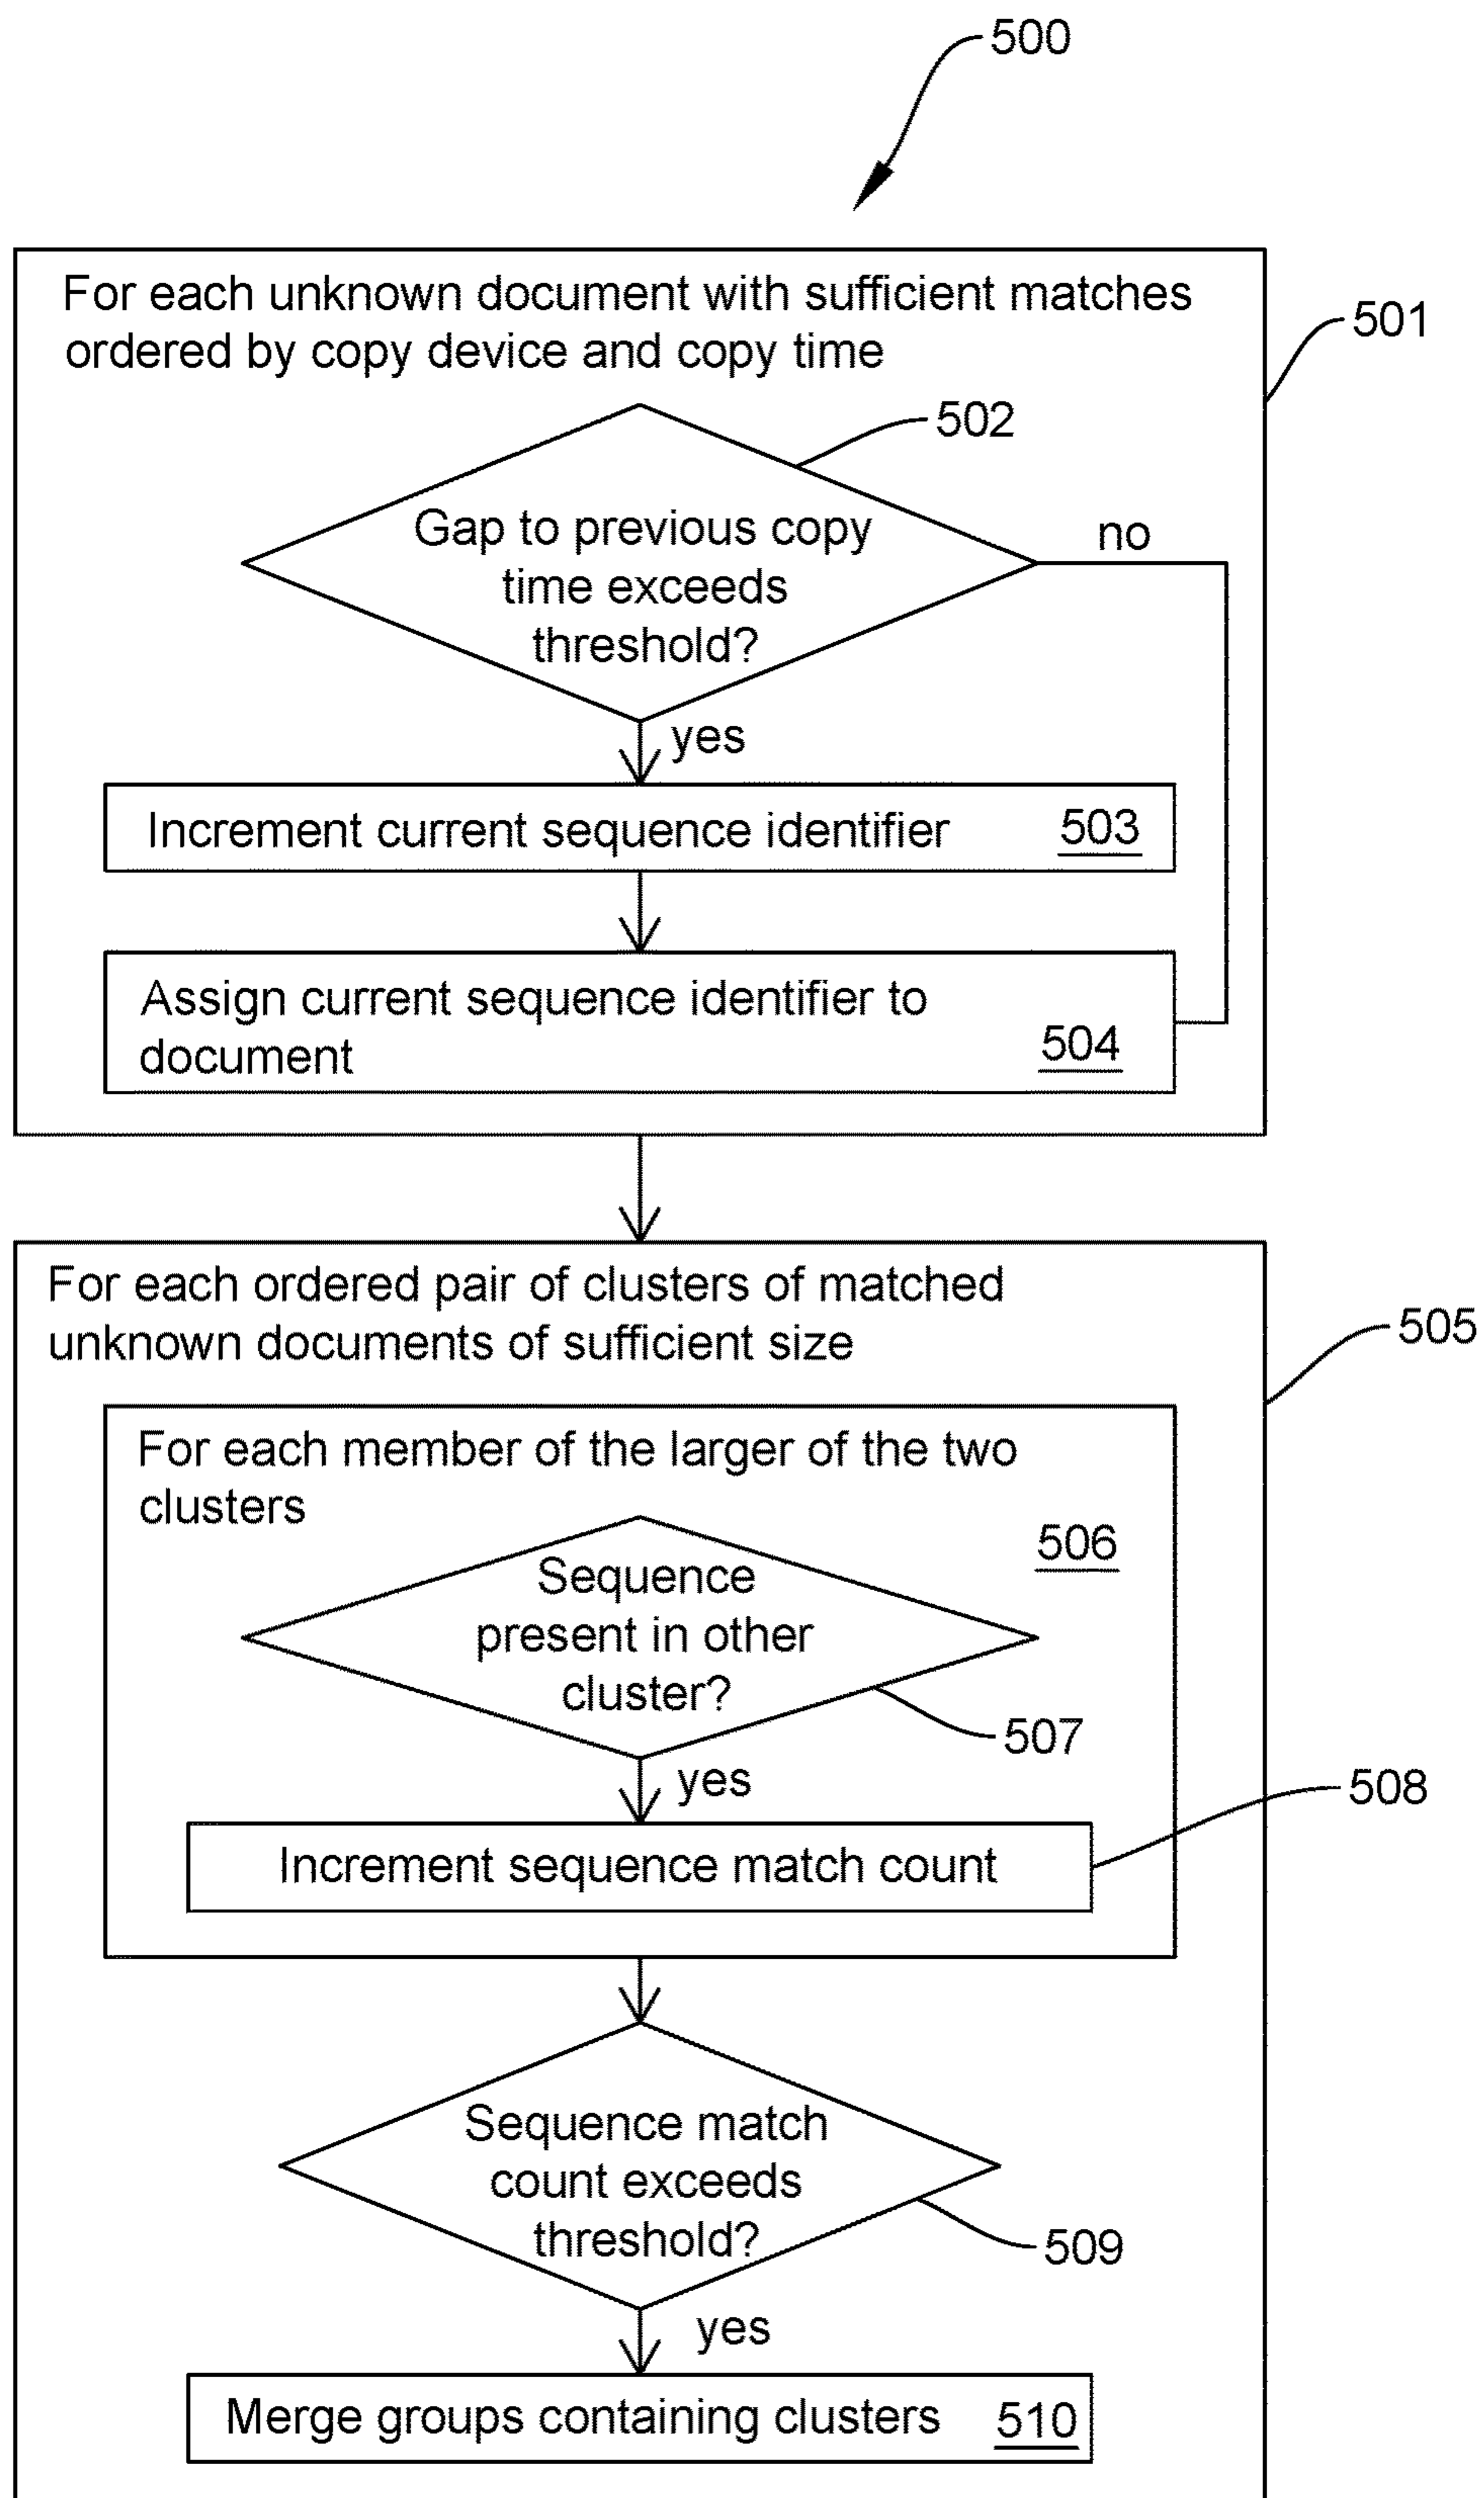 500
For each unknown document with sufficient matches
ordered by copy device and copy time
501
502
Gap to previous copy
time exceeds
threshold?
no
yes
Increment current sequence identifier 503
Assign current sequence identifier to
document 504
For each ordered pair of clusters of matched
unknown documents of sufficient size
505
For each member of the larger of the two
clusters
506
Sequence
present in other
cluster?
507
yes
508
Increment sequence match count
Sequence match
count exceeds
threshold?
509
yes
Merge groups containing clusters 510